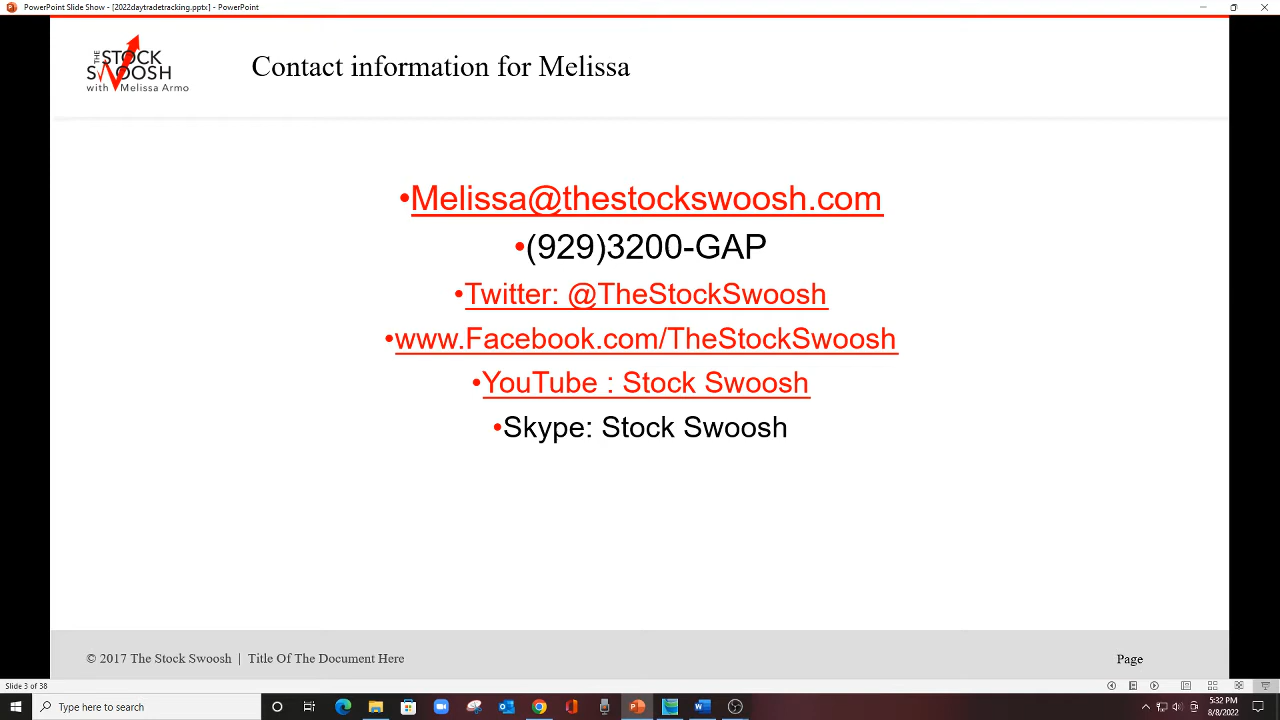 PowerPoint Slide Show - [2022daytradetracking.pptx] - PowerPoint
THE STOCK
SWOOSH
with Melissa Armo
Contact information for Melissa
•Melissa@thestockswoosh.com
•(929)3200-GAP
•Twitter: @TheStockSwoosh
•www.Facebook.com/TheStockSwoosh
•YouTube : Stock Swoosh
•Skype: Stock Swoosh
© 2017 The Stock Swoosh | Title Of The Document Here
Page
Slide 3 of 38
Type here to search
5:32 PM
8/8/2022